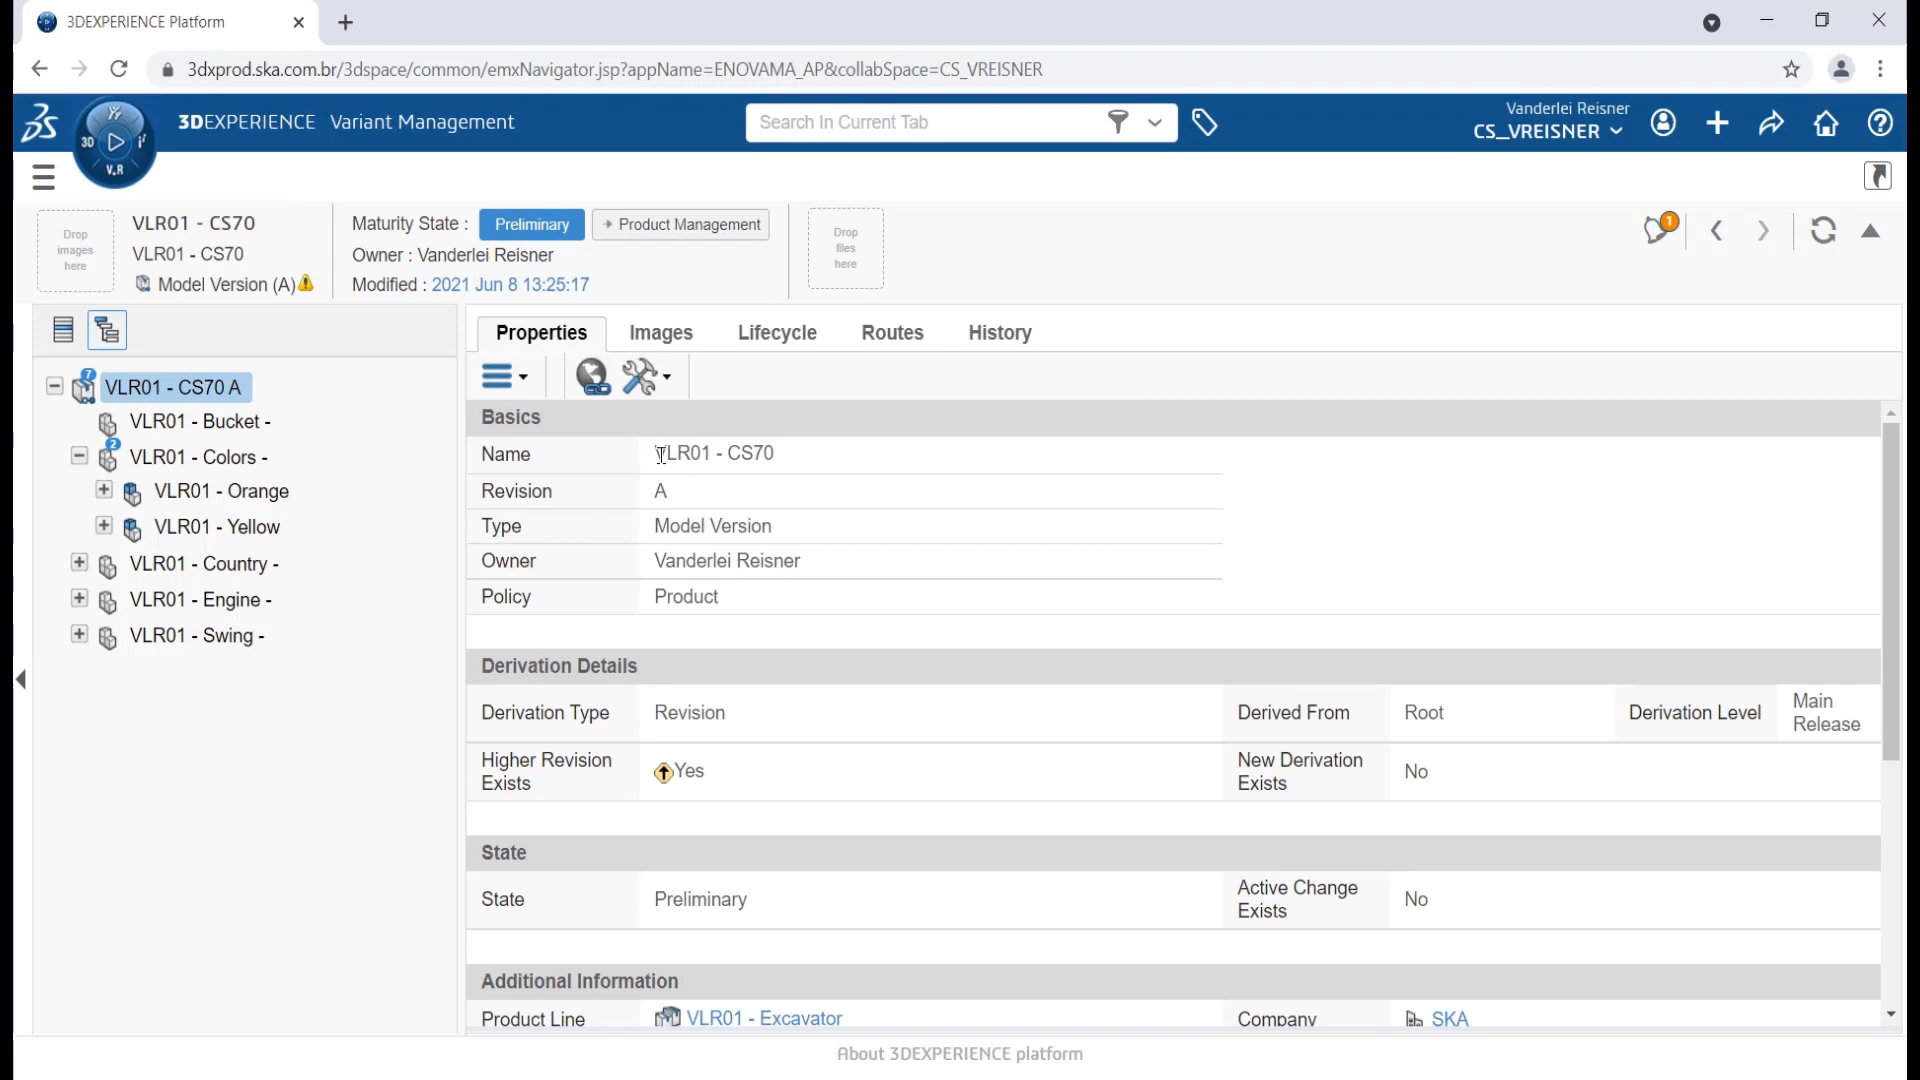 3DEXPERIENCE Platform
3dxprod.ska.com.br/3dspace/common/emxNavigator.jsp?appName=ENOVAMA_AP&collabSpace=CS_VREISNER
3DEXPERIENCE Variant Management
Search In Current Tab
Vanderlei Reisner
CS_VREISNER
3D
V.R
Drop
images
here
VLR01 - CS70
VLR01 - CS70
Model Version (A)
Maturity State : Preliminary Product Management
Owner : Vanderlei Reisner
Modified : 2021 Jun 8 13:25:17
Drop
files
here
1
7
VLR01 - CS70 A
VLR01 - Bucket -
2
VLR01 - Colors -
VLR01 - Orange
VLR01 - Yellow
VLR01 - Country -
VLR01 - Engine -
VLR01 - Swing -
Properties Images Lifecycle Routes History
Basics
Name VLR01 - CS70
Revision A
Type Model Version
Owner Vanderlei Reisner
Policy Product
Derivation Details
Derivation Type Revision Derived From Root Derivation Level Main Release
Higher Revision Exists Yes New Derivation Exists No
State
State Preliminary Active Change Exists No
Additional Information
Product Line VLR01 - Excavator Company SKA
About 3DEXPERIENCE platform